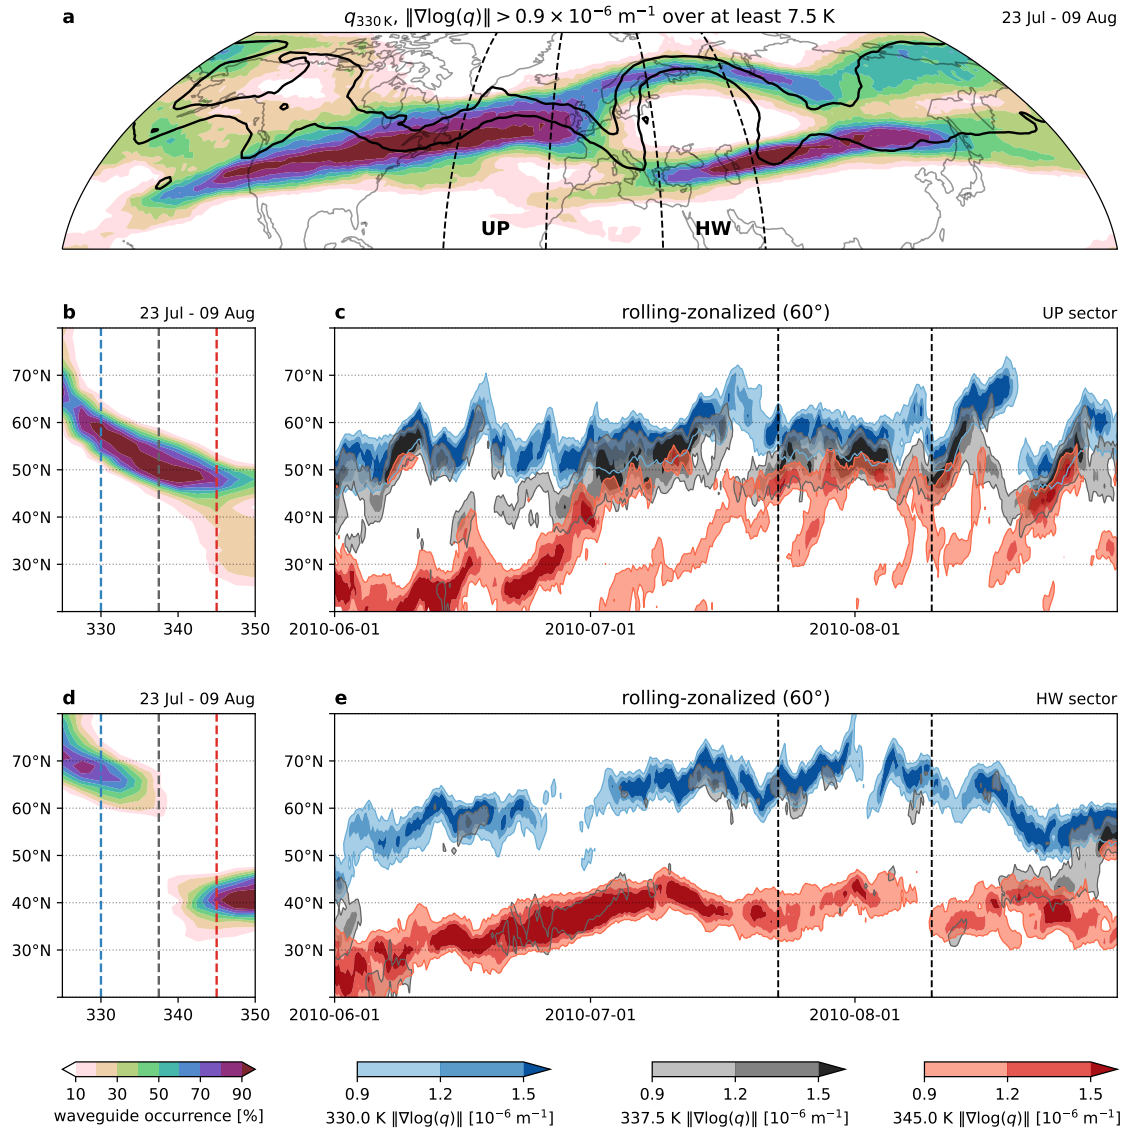 a
q330 K, ‖∇log(q)‖ > 0.9 × 10⁻⁶ m⁻¹ over at least 7.5 K
23 Jul - 09 Aug
UP
HW
b
23 Jul - 09 Aug
c
rolling-zonalized (60°)
UP sector
70°N
60°N
50°N
40°N
30°N
330
340
350
70°N
60°N
50°N
40°N
30°N
2010-06-01
2010-07-01
2010-08-01
d
23 Jul - 09 Aug
e
rolling-zonalized (60°)
HW sector
70°N
60°N
50°N
40°N
30°N
330
340
350
70°N
60°N
50°N
40°N
30°N
2010-06-01
2010-07-01
2010-08-01
10 30 50 70 90
waveguide occurrence [%]
0.9 1.2 1.5
330.0 K ‖∇log(q)‖ [10⁻⁶ m⁻¹]
0.9 1.2 1.5
337.5 K ‖∇log(q)‖ [10⁻⁶ m⁻¹]
0.9 1.2 1.5
345.0 K ‖∇log(q)‖ [10⁻⁶ m⁻¹]